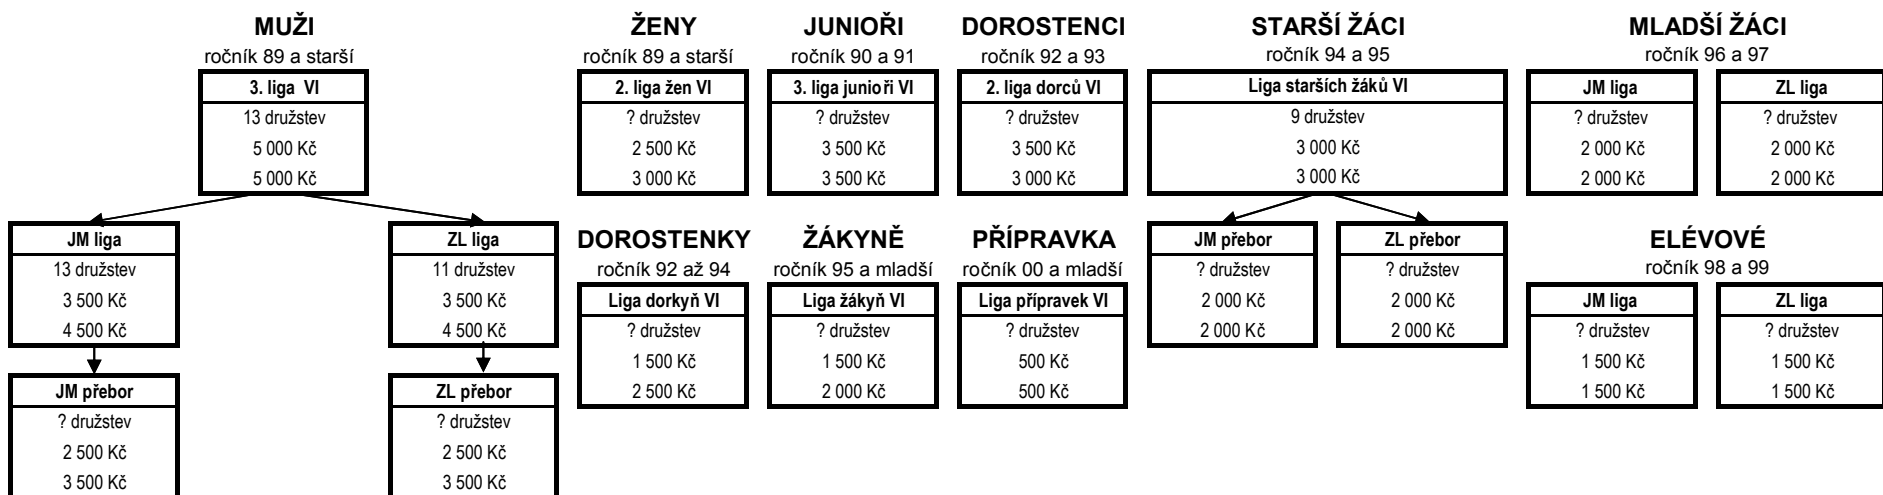 MUŽI
ročník 89 a starší
3. liga VI
13 družstev
5 000 Kč
5 000 Kč
JM liga
13 družstev
3 500 Kč
4 500 Kč
ZL liga
11 družstev
3 500 Kč
4 500 Kč
JM přebor
? družstev
2 500 Kč
3 500 Kč
ZL přebor
? družstev
2 500 Kč
3 500 Kč
ŽENY
ročník 89 a starší
2. liga žen VI
? družstev
2 500 Kč
3 000 Kč
JUNIOŘI
ročník 90 a 91
3. liga junioři VI
? družstev
3 500 Kč
3 500 Kč
DOROSTENCI
ročník 92 a 93
2. liga dorců VI
? družstev
3 500 Kč
3 000 Kč
DOROSTENKY
ročník 92 až 94
Liga dorkyň VI
? družstev
1 500 Kč
2 500 Kč
ŽÁKYNĚ
ročník 95 a mladší
Liga žákyň VI
? družstev
1 500 Kč
2 000 Kč
PŘÍPRAVKA
ročník 00 a mladší
Liga přípravek VI
? družstev
500 Kč
500 Kč
STARŠÍ ŽÁCI
ročník 94 a 95
Liga starších žáků VI
9 družstev
3 000 Kč
3 000 Kč
JM přebor
? družstev
2 000 Kč
2 000 Kč
ZL přebor
? družstev
2 000 Kč
2 000 Kč
MLADŠÍ ŽÁCI
ročník 96 a 97
JM liga
? družstev
2 000 Kč
2 000 Kč
ZL liga
? družstev
2 000 Kč
2 000 Kč
ELÉVOVÉ
ročník 98 a 99
JM liga
? družstev
1 500 Kč
1 500 Kč
ZL liga
? družstev
1 500 Kč
1 500 Kč